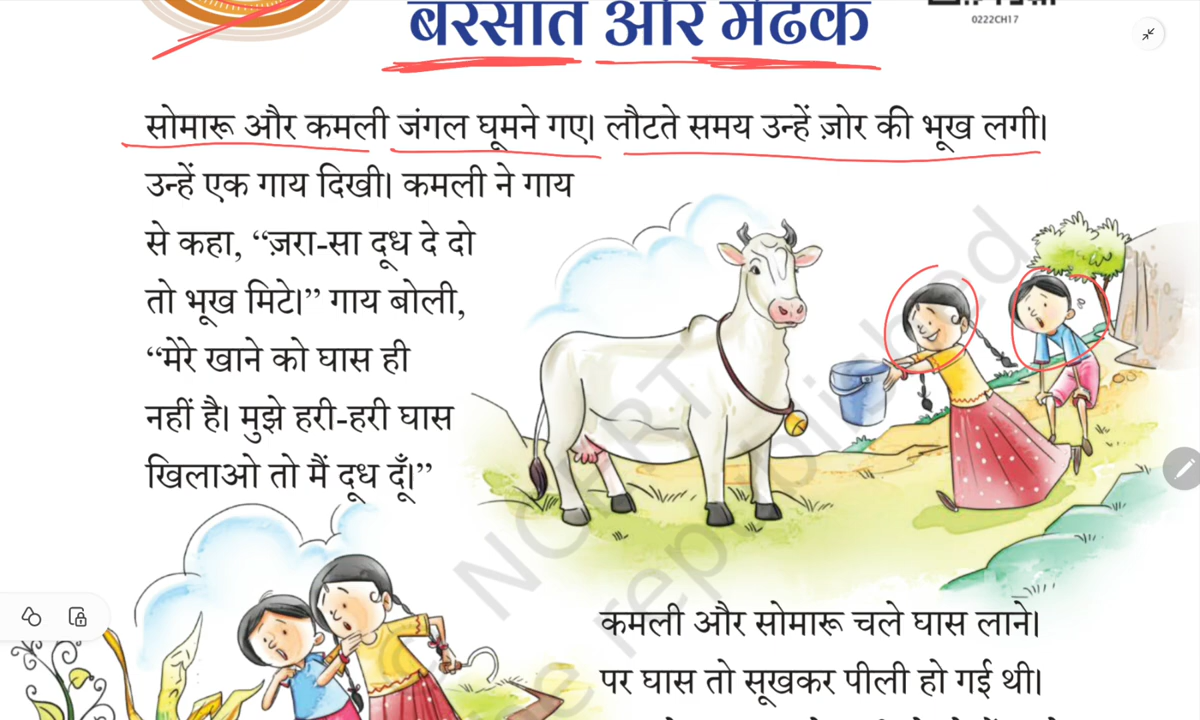 बरसात और मेंढक
0222CH17
सोमारू और कमली जंगल घूमने गए। लौटते समय उन्हें ज़ोर की भूख लगी।
उन्हें एक गाय दिखी। कमली ने गाय
से कहा, “ज़रा-सा दूध दे दो
तो भूख मिटे।” गाय बोली,
“मेरे खाने को घास ही
नहीं है। मुझे हरी-हरी घास
खिलाओ तो मैं दूध दूँ।”
कमली और सोमारू चले घास लाने।
पर घास तो सूखकर पीली हो गई थी।